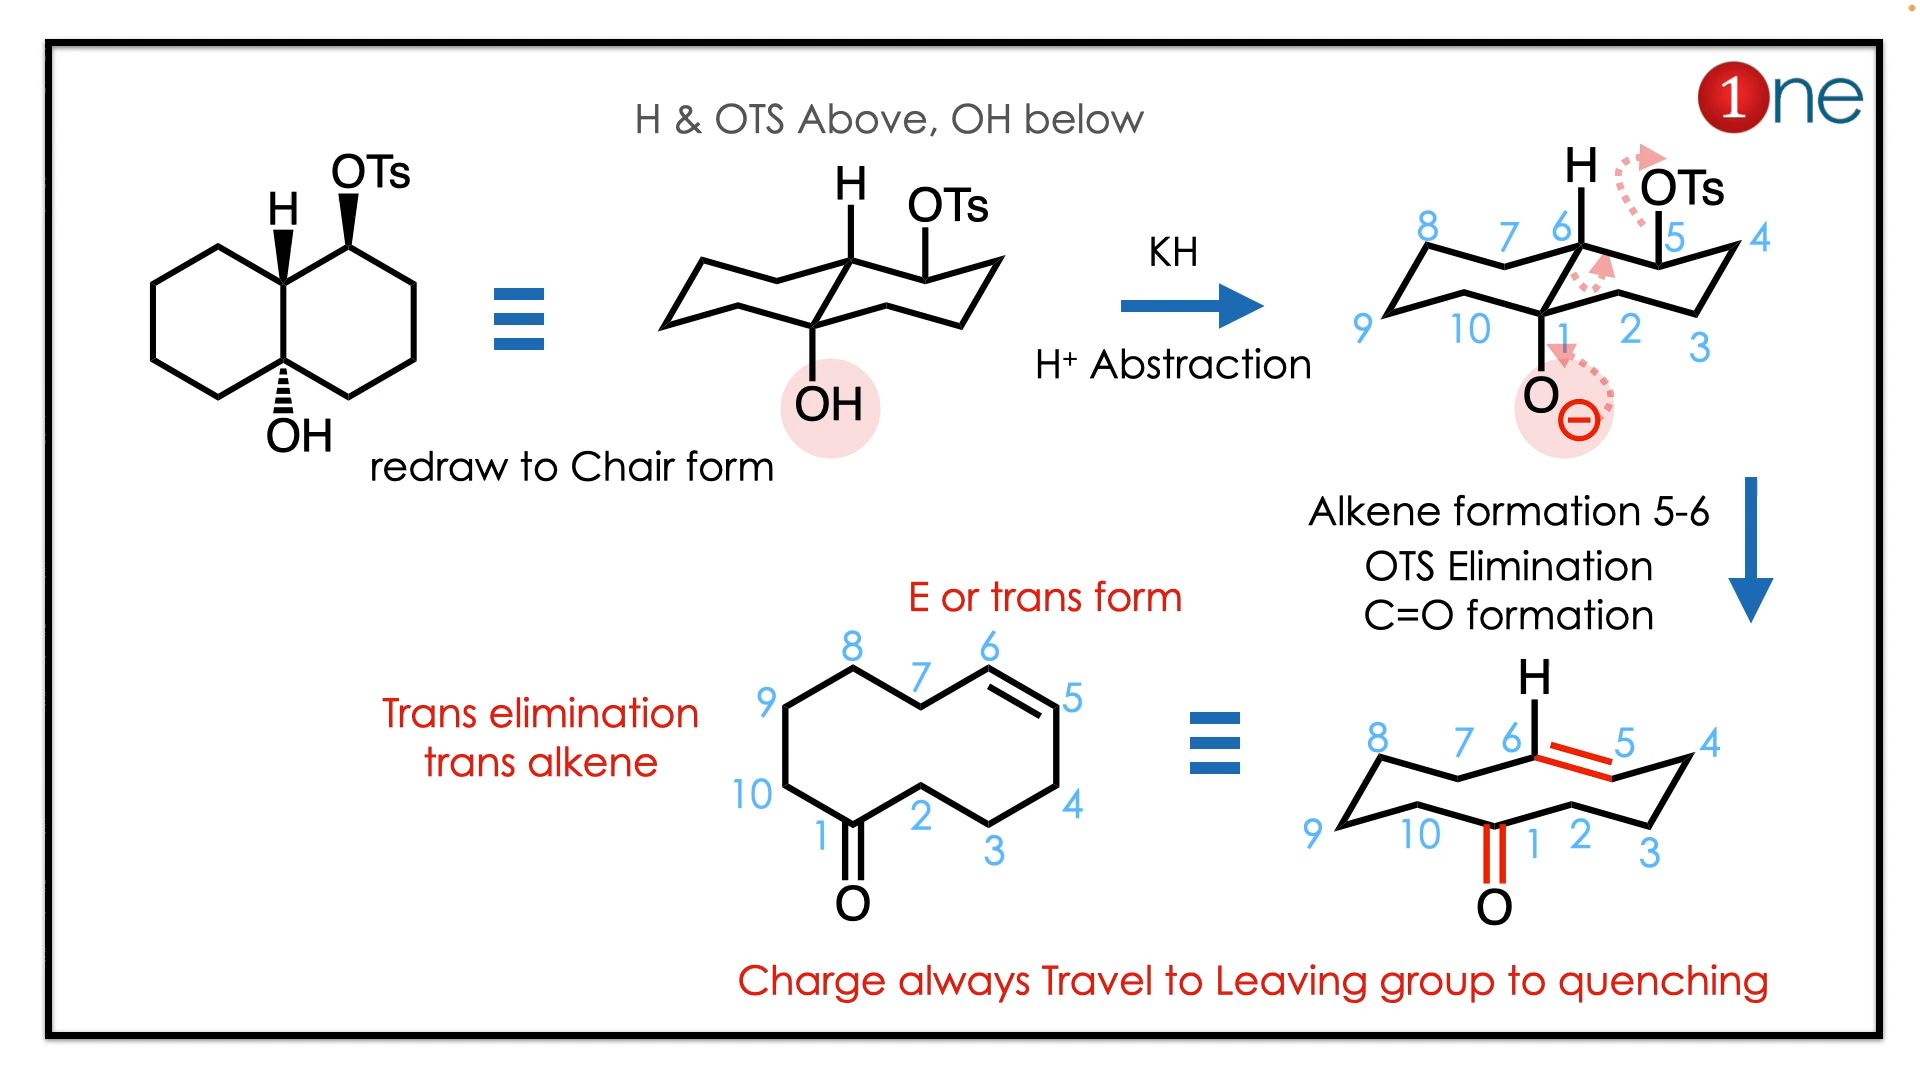 1ne
H & OTS Above, OH below
OTs
H
OH
redraw to Chair form
H
OTs
OH
KH
H⁺ Abstraction
H
OTs
8
7
6
5
4
9
10
1
2
3
O
⊖
Alkene formation 5-6
OTS Elimination
C=O formation
E or trans form
Trans elimination
trans alkene
8
6
7
9
5
10
2
4
1
3
O
H
8
7
6
5
4
9
10
1
2
3
O
Charge always Travel to Leaving group to quenching